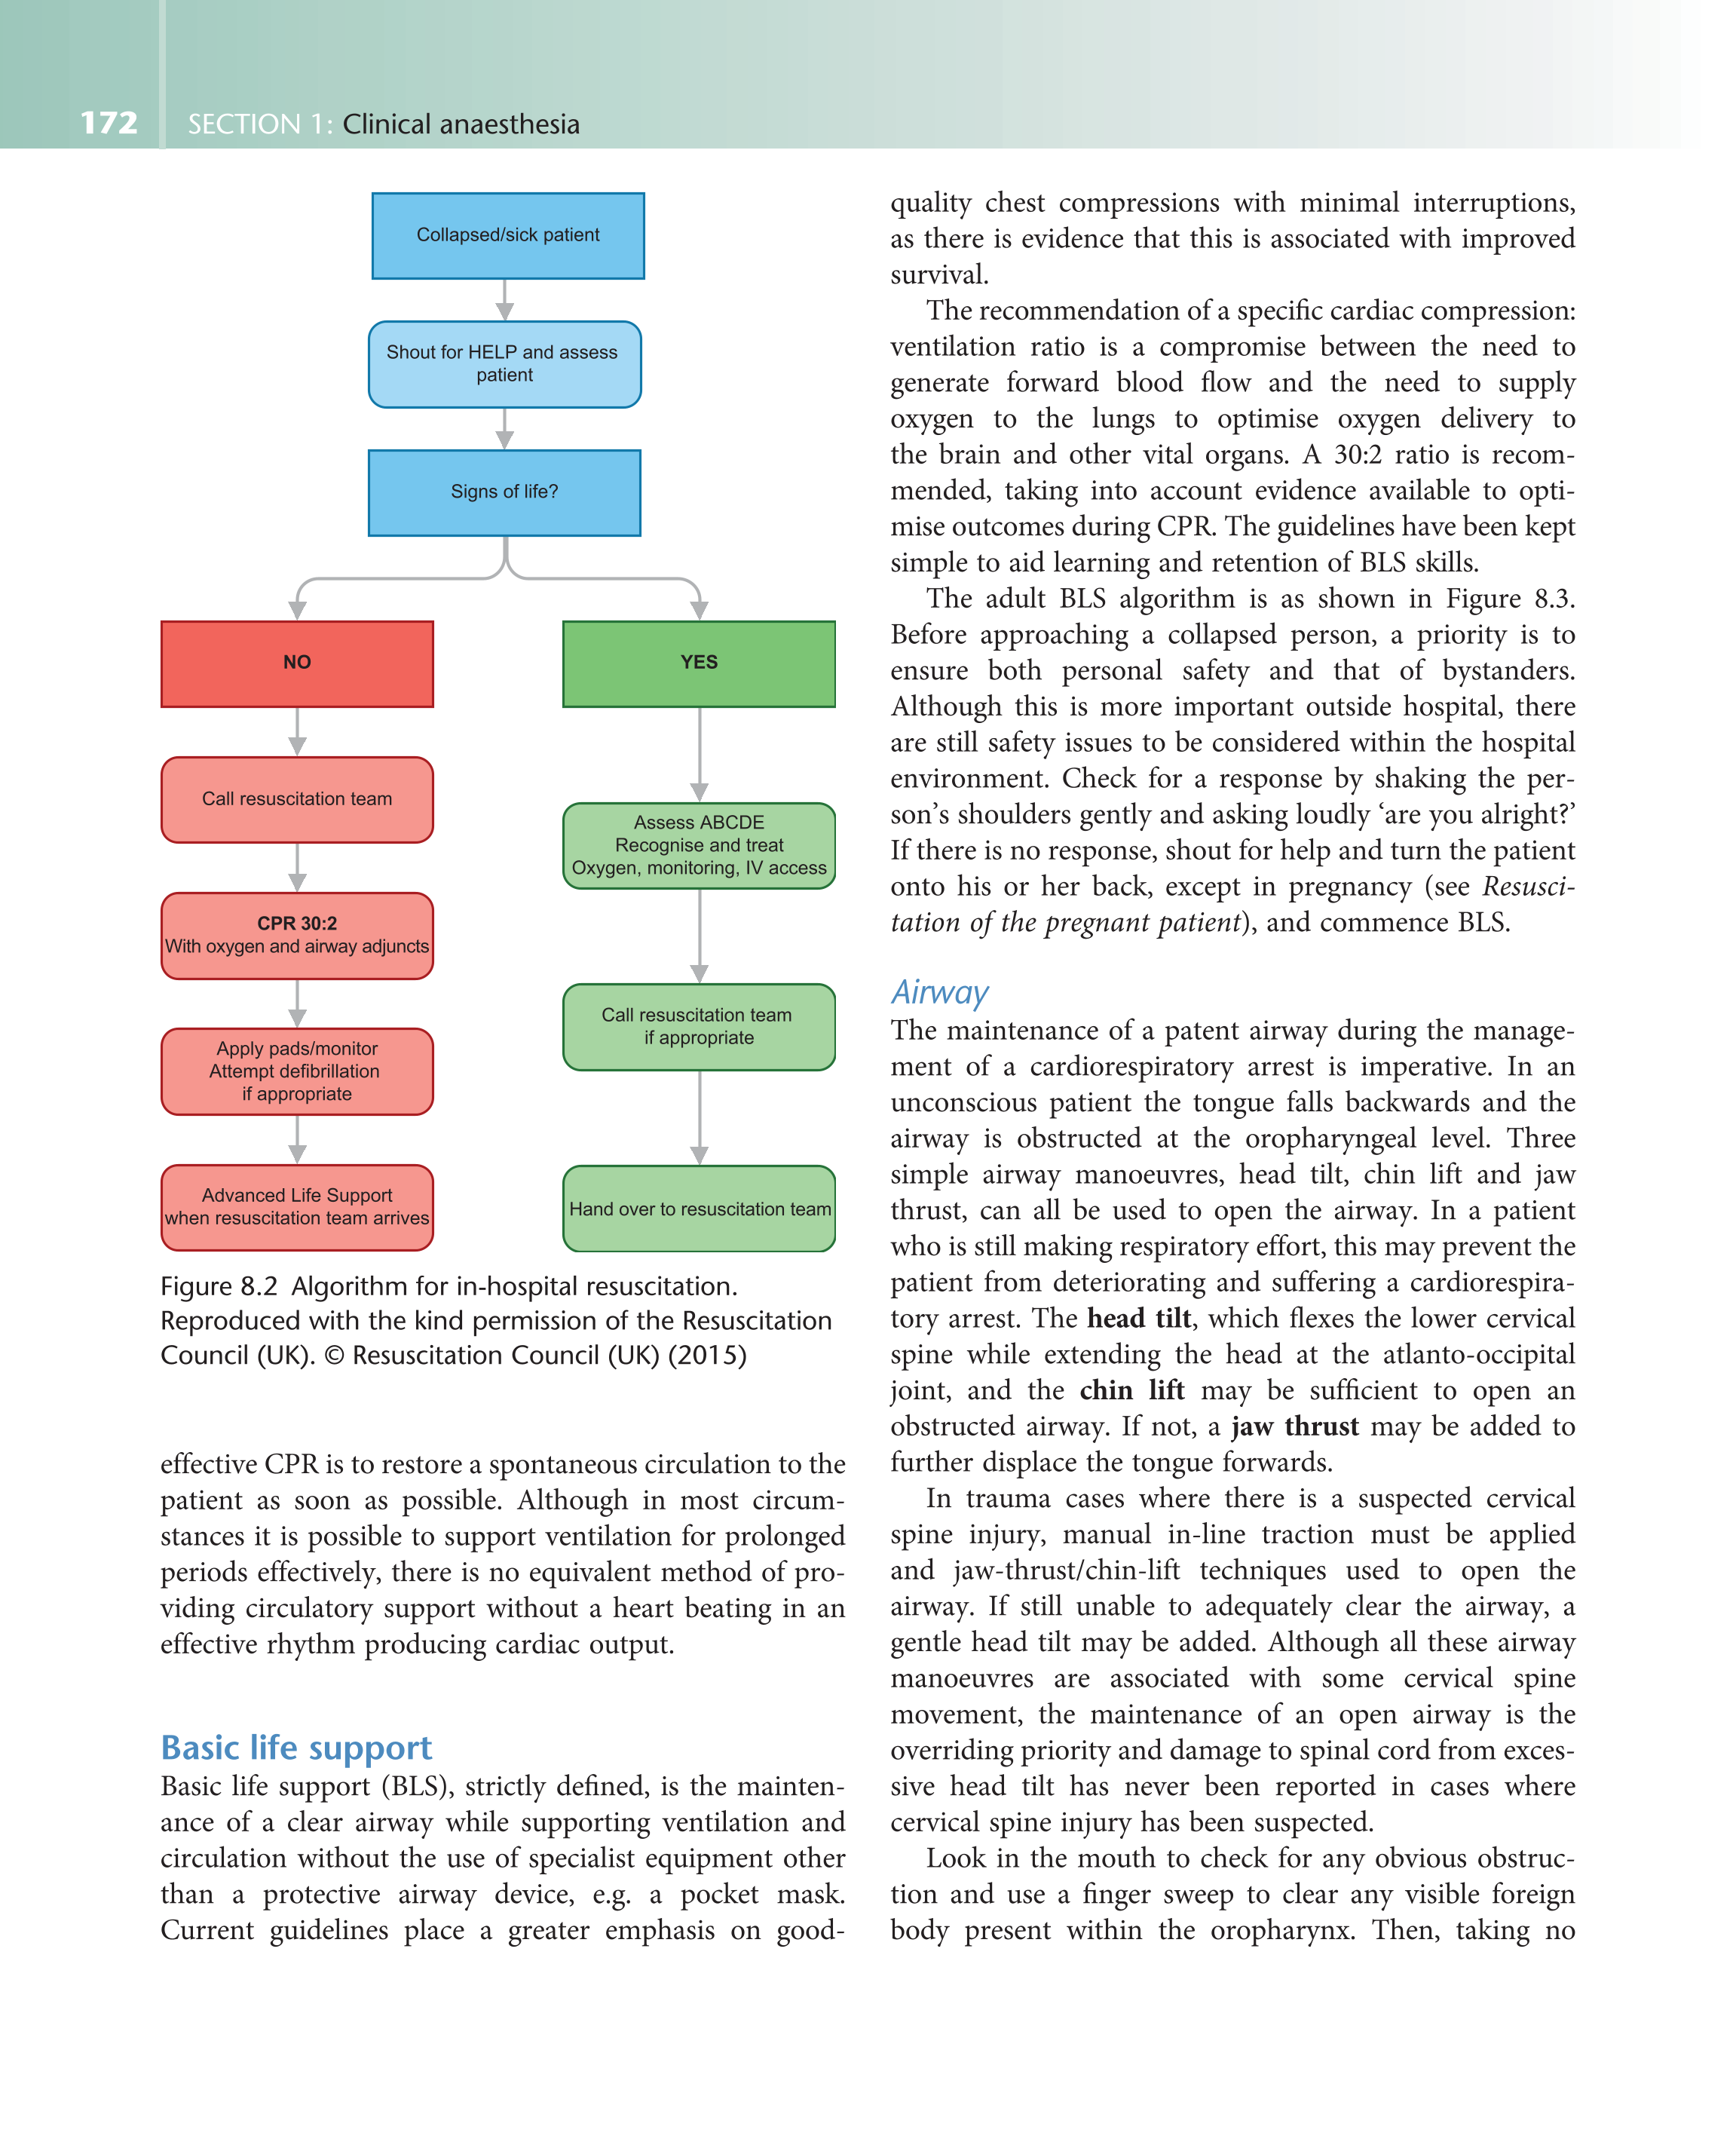 172
SECTION 1: Clinical anaesthesia
Collapsed/sick patient
Shout for HELP and assess
patient
Signs of life?
NO
Call resuscitation team
CPR 30:2
With oxygen and airway adjuncts
Apply pads/monitor
Attempt defibrillation
if appropriate
Advanced Life Support
when resuscitation team arrives
YES
Assess ABCDE
Recognise and treat
Oxygen, monitoring, IV access
Call resuscitation team
if appropriate
Hand over to resuscitation team
Figure 8.2 Algorithm for in-hospital resuscitation.
Reproduced with the kind permission of the Resuscitation
Council (UK). © Resuscitation Council (UK) (2015)
effective CPR is to restore a spontaneous circulation to the
patient as soon as possible. Although in most circum-
stances it is possible to support ventilation for prolonged
periods effectively, there is no equivalent method of pro-
viding circulatory support without a heart beating in an
effective rhythm producing cardiac output.
Basic life support
Basic life support (BLS), strictly defined, is the mainten-
ance of a clear airway while supporting ventilation and
circulation without the use of specialist equipment other
than a protective airway device, e.g. a pocket mask.
Current guidelines place a greater emphasis on good-
quality chest compressions with minimal interruptions,
as there is evidence that this is associated with improved
survival.
The recommendation of a specific cardiac compression:
ventilation ratio is a compromise between the need to
generate forward blood flow and the need to supply
oxygen to the lungs to optimise oxygen delivery to
the brain and other vital organs. A 30:2 ratio is recom-
mended, taking into account evidence available to opti-
mise outcomes during CPR. The guidelines have been kept
simple to aid learning and retention of BLS skills.
The adult BLS algorithm is as shown in Figure 8.3.
Before approaching a collapsed person, a priority is to
ensure both personal safety and that of bystanders.
Although this is more important outside hospital, there
are still safety issues to be considered within the hospital
environment. Check for a response by shaking the per-
son’s shoulders gently and asking loudly ‘are you alright?’
If there is no response, shout for help and turn the patient
onto his or her back, except in pregnancy (see Resusci-
tation of the pregnant patient), and commence BLS.
Airway
The maintenance of a patent airway during the manage-
ment of a cardiorespiratory arrest is imperative. In an
unconscious patient the tongue falls backwards and the
airway is obstructed at the oropharyngeal level. Three
simple airway manoeuvres, head tilt, chin lift and jaw
thrust, can all be used to open the airway. In a patient
who is still making respiratory effort, this may prevent the
patient from deteriorating and suffering a cardiorespira-
tory arrest. The head tilt, which flexes the lower cervical
spine while extending the head at the atlanto-occipital
joint, and the chin lift may be sufficient to open an
obstructed airway. If not, a jaw thrust may be added to
further displace the tongue forwards.
In trauma cases where there is a suspected cervical
spine injury, manual in-line traction must be applied
and jaw-thrust/chin-lift techniques used to open the
airway. If still unable to adequately clear the airway, a
gentle head tilt may be added. Although all these airway
manoeuvres are associated with some cervical spine
movement, the maintenance of an open airway is the
overriding priority and damage to spinal cord from exces-
sive head tilt has never been reported in cases where
cervical spine injury has been suspected.
Look in the mouth to check for any obvious obstruc-
tion and use a finger sweep to clear any visible foreign
body present within the oropharynx. Then, taking no